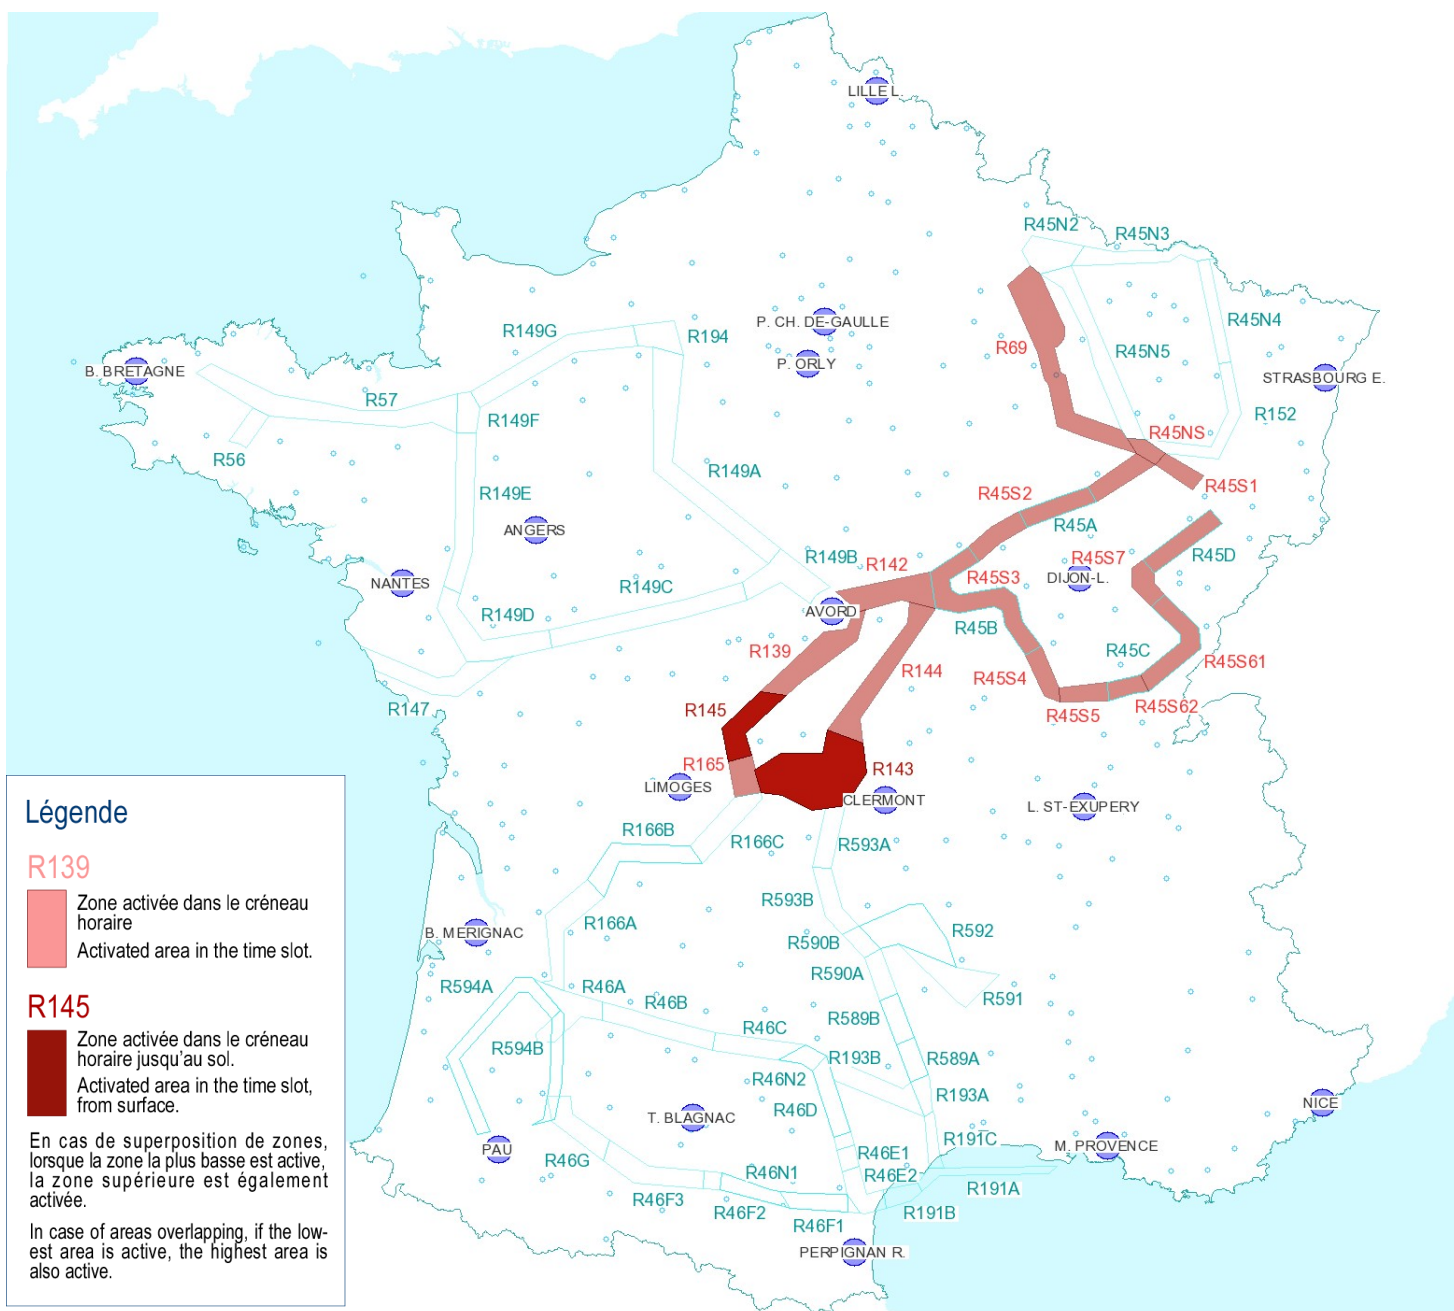 LILLE L.
R45N2
R45N3
P. CH. DE-GAULLE
R149G
R194
R45N4
R69
R45N5
P. ORLY
B. BRETAGNE
STRASBOURG E.
R57
R149F
R152
R45NS
R56
R149A
R149E
R45S2
R45S1
ANGERS
R45A
R149B
R142
R45S7
R45D
R45S3
DIJON-L.
NANTES
R149C
R149D
AVORD
R45B
R139
R45C
R45S61
R144
R45S4
R147
R145
R45S5
R45S62
R165
R143
LIMOGES
CLERMONT
L. ST-EXUPERY
R166B
R166C
R593A
R593B
R166A
B. MERIGNAC
R590B
R592
R590A
R594A
R46A
R46B
R591
R46C
R589B
R594B
R193B
R589A
R46N2
R193A
R46D
T. BLAGNAC
NICE
PAU
R191C
M. PROVENCE
R46G
R46E1
R46N1
R46E2
R191A
R46F3
R46F2
R46F1
R191B
PERPIGNAN R.
Légende
R139
Zone activée dans le créneau
horaire
Activated area in the time slot.
R145
Zone activée dans le créneau
horaire jusqu'au sol.
Activated area in the time slot,
from surface.
En cas de superposition de zones,
lorsque la zone la plus basse est active,
la zone supérieure est également
activée.
In case of areas overlapping, if the low-
est area is active, the highest area is
also active.